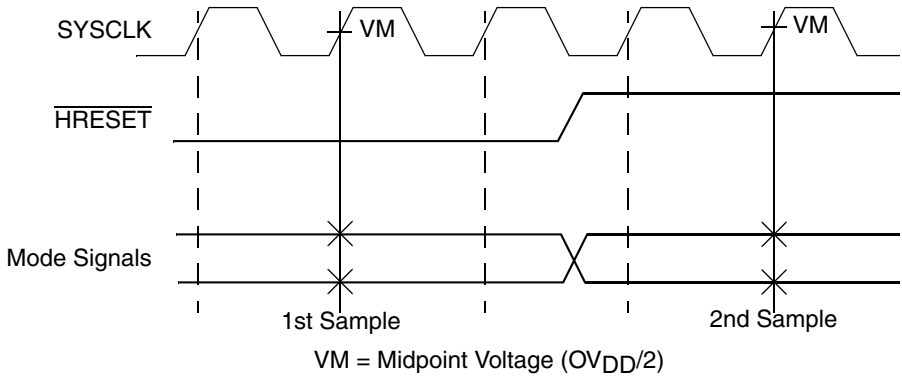 SYSCLK
VM
VM
HRESET
Mode Signals
1st Sample
2nd Sample
VM = Midpoint Voltage (OVDD/2)